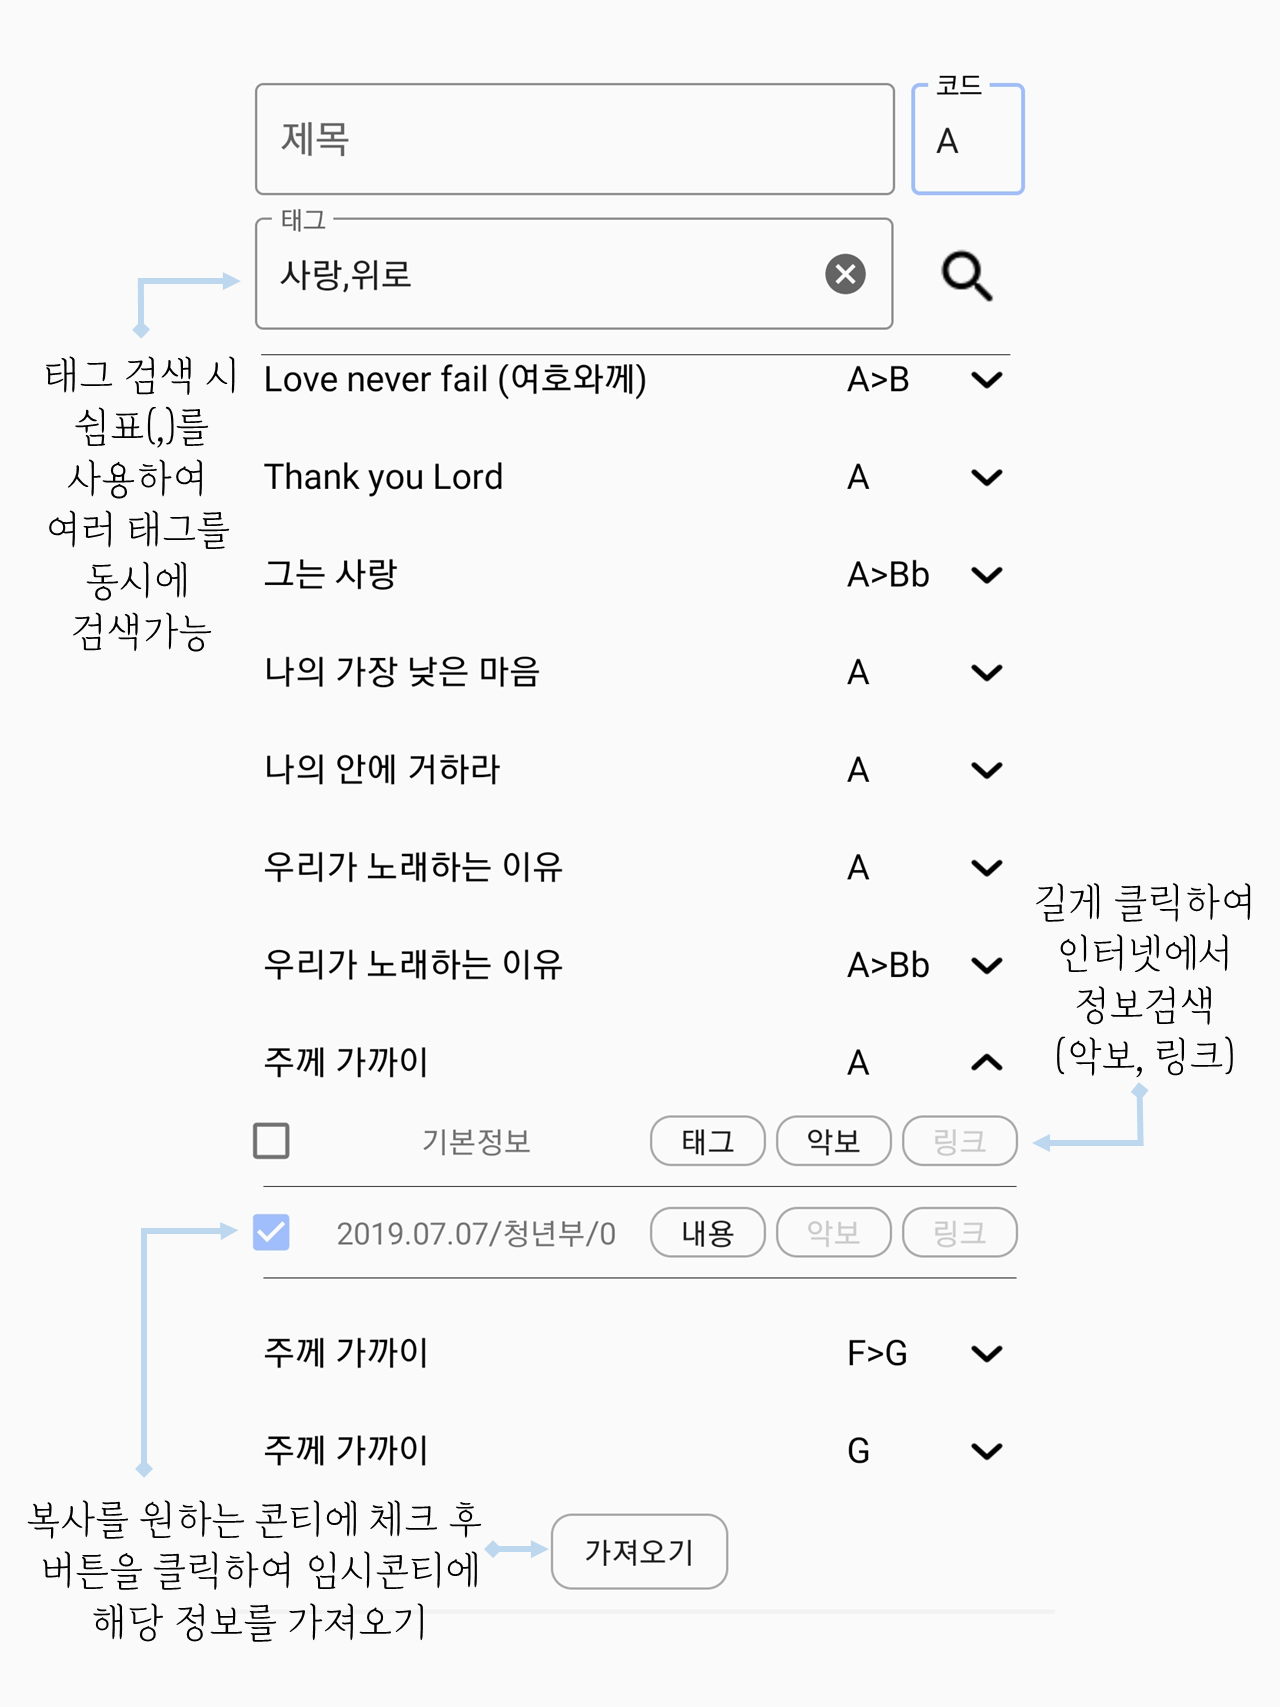 제목
코드
A
태그
사랑,위로
태그 검색 시
쉼표(,)를
사용하여
여러 태그를
동시에
검색가능
Love never fail (여호와께) A>B
Thank you Lord A
그는 사랑 A>Bb
나의 가장 낮은 마음 A
나의 안에 거하라 A
우리가 노래하는 이유 A
우리가 노래하는 이유 A>Bb
길게 클릭하여
인터넷에서
정보검색
(악보, 링크)
주께 가까이 A
기본정보 태그 악보 링크
2019.07.07/청년부/0 내용 악보 링크
주께 가까이 F>G
주께 가까이 G
복사를 원하는 콘티에 체크 후
버튼을 클릭하여 임시콘티에
해당 정보를 가져오기
가져오기